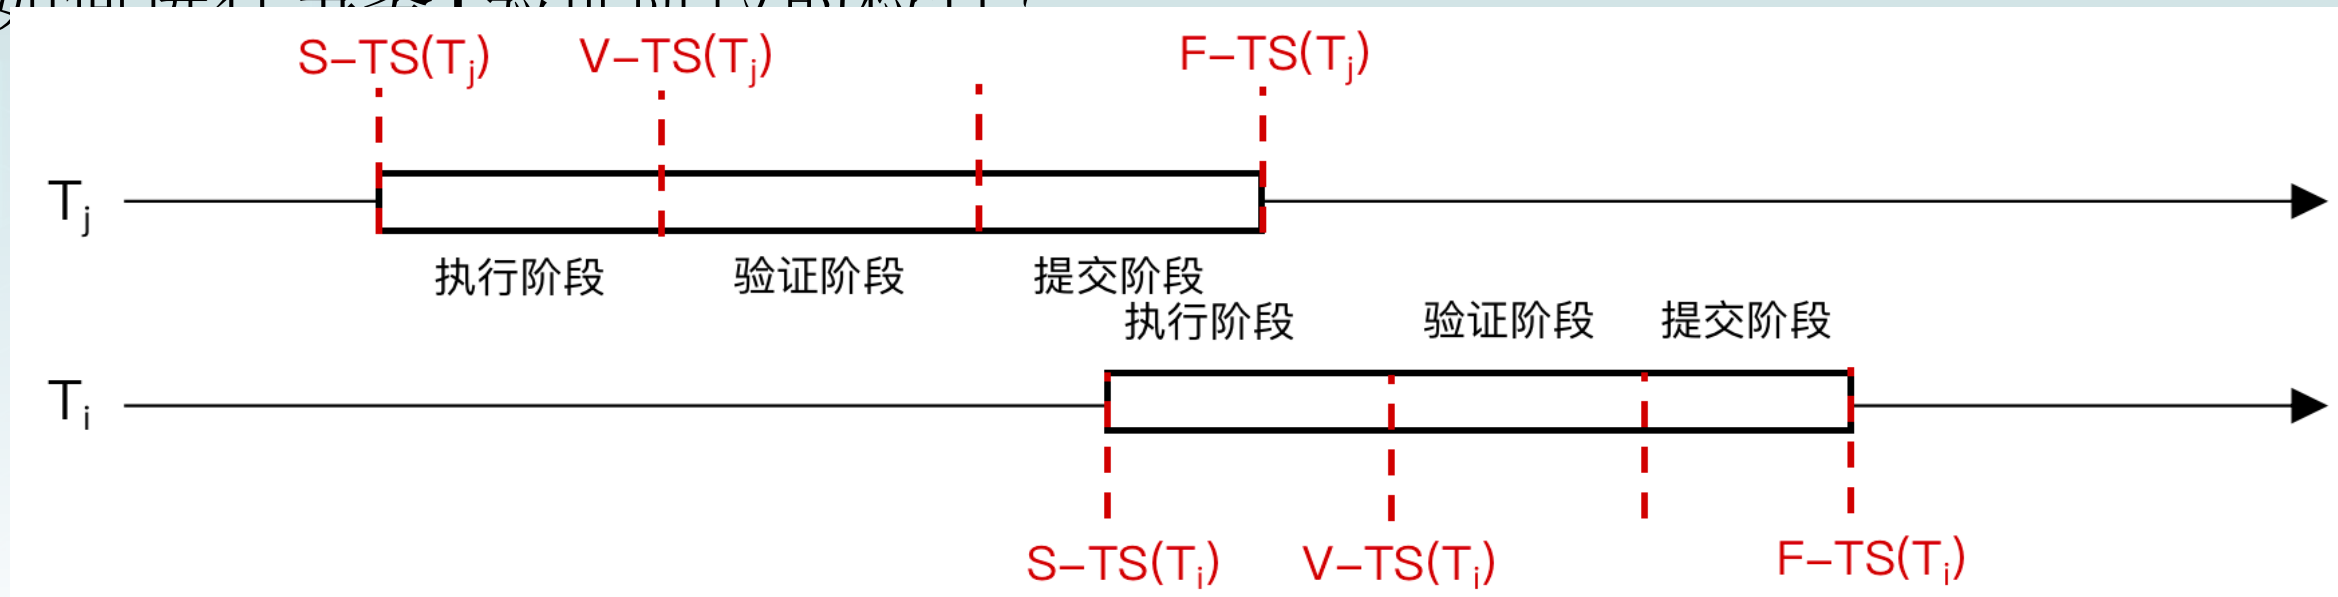 S-TS(Tj) V-TS(Tj) F-TS(Tj)
Tj
执行阶段 验证阶段 提交阶段
执行阶段 验证阶段 提交阶段
Ti
S-TS(Ti) V-TS(Ti) F-TS(Ti)